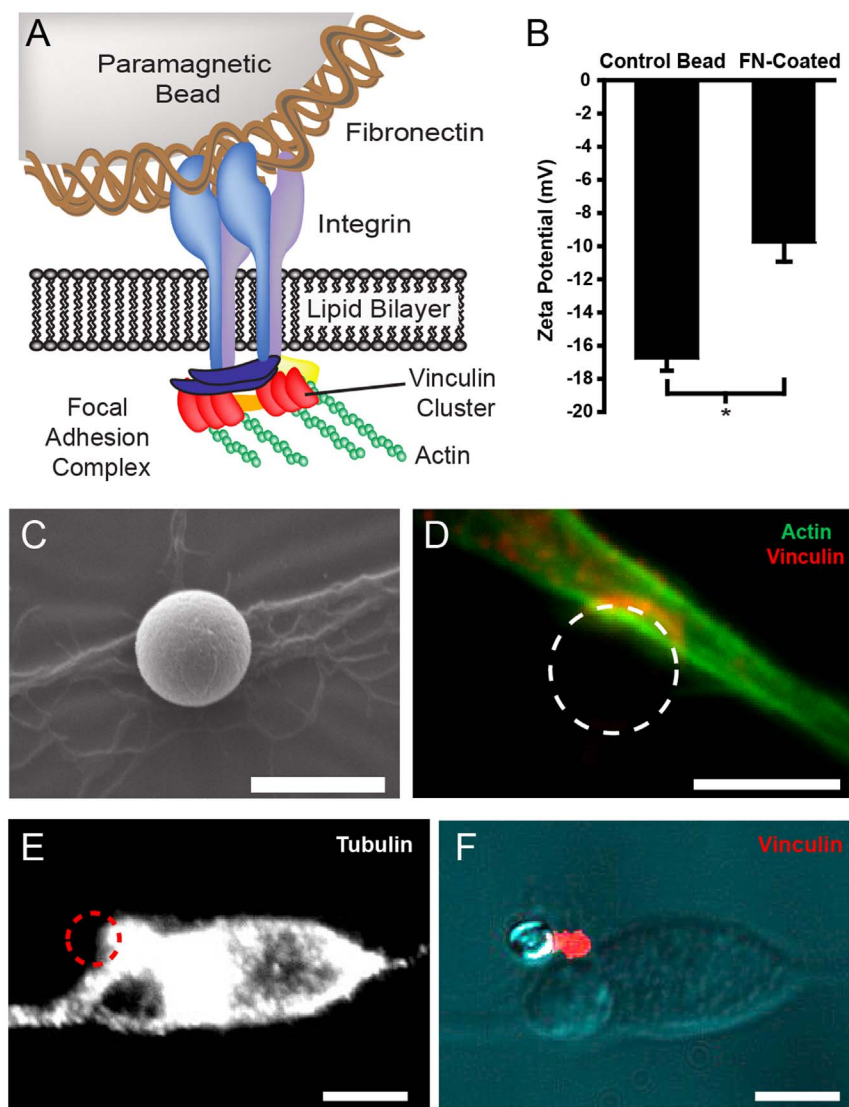 A
Paramagnetic
Bead
Fibronectin
Integrin
Lipid Bilayer
Vinculin
Cluster
Focal
Adhesion
Complex
Actin
B
Control Bead FN-Coated
0
-2
-4
-6
-8
-10
-12
-14
-16
-18
-20
Zeta Potential (mV)
*
C
D
Actin
Vinculin
E
Tubulin
F
Vinculin